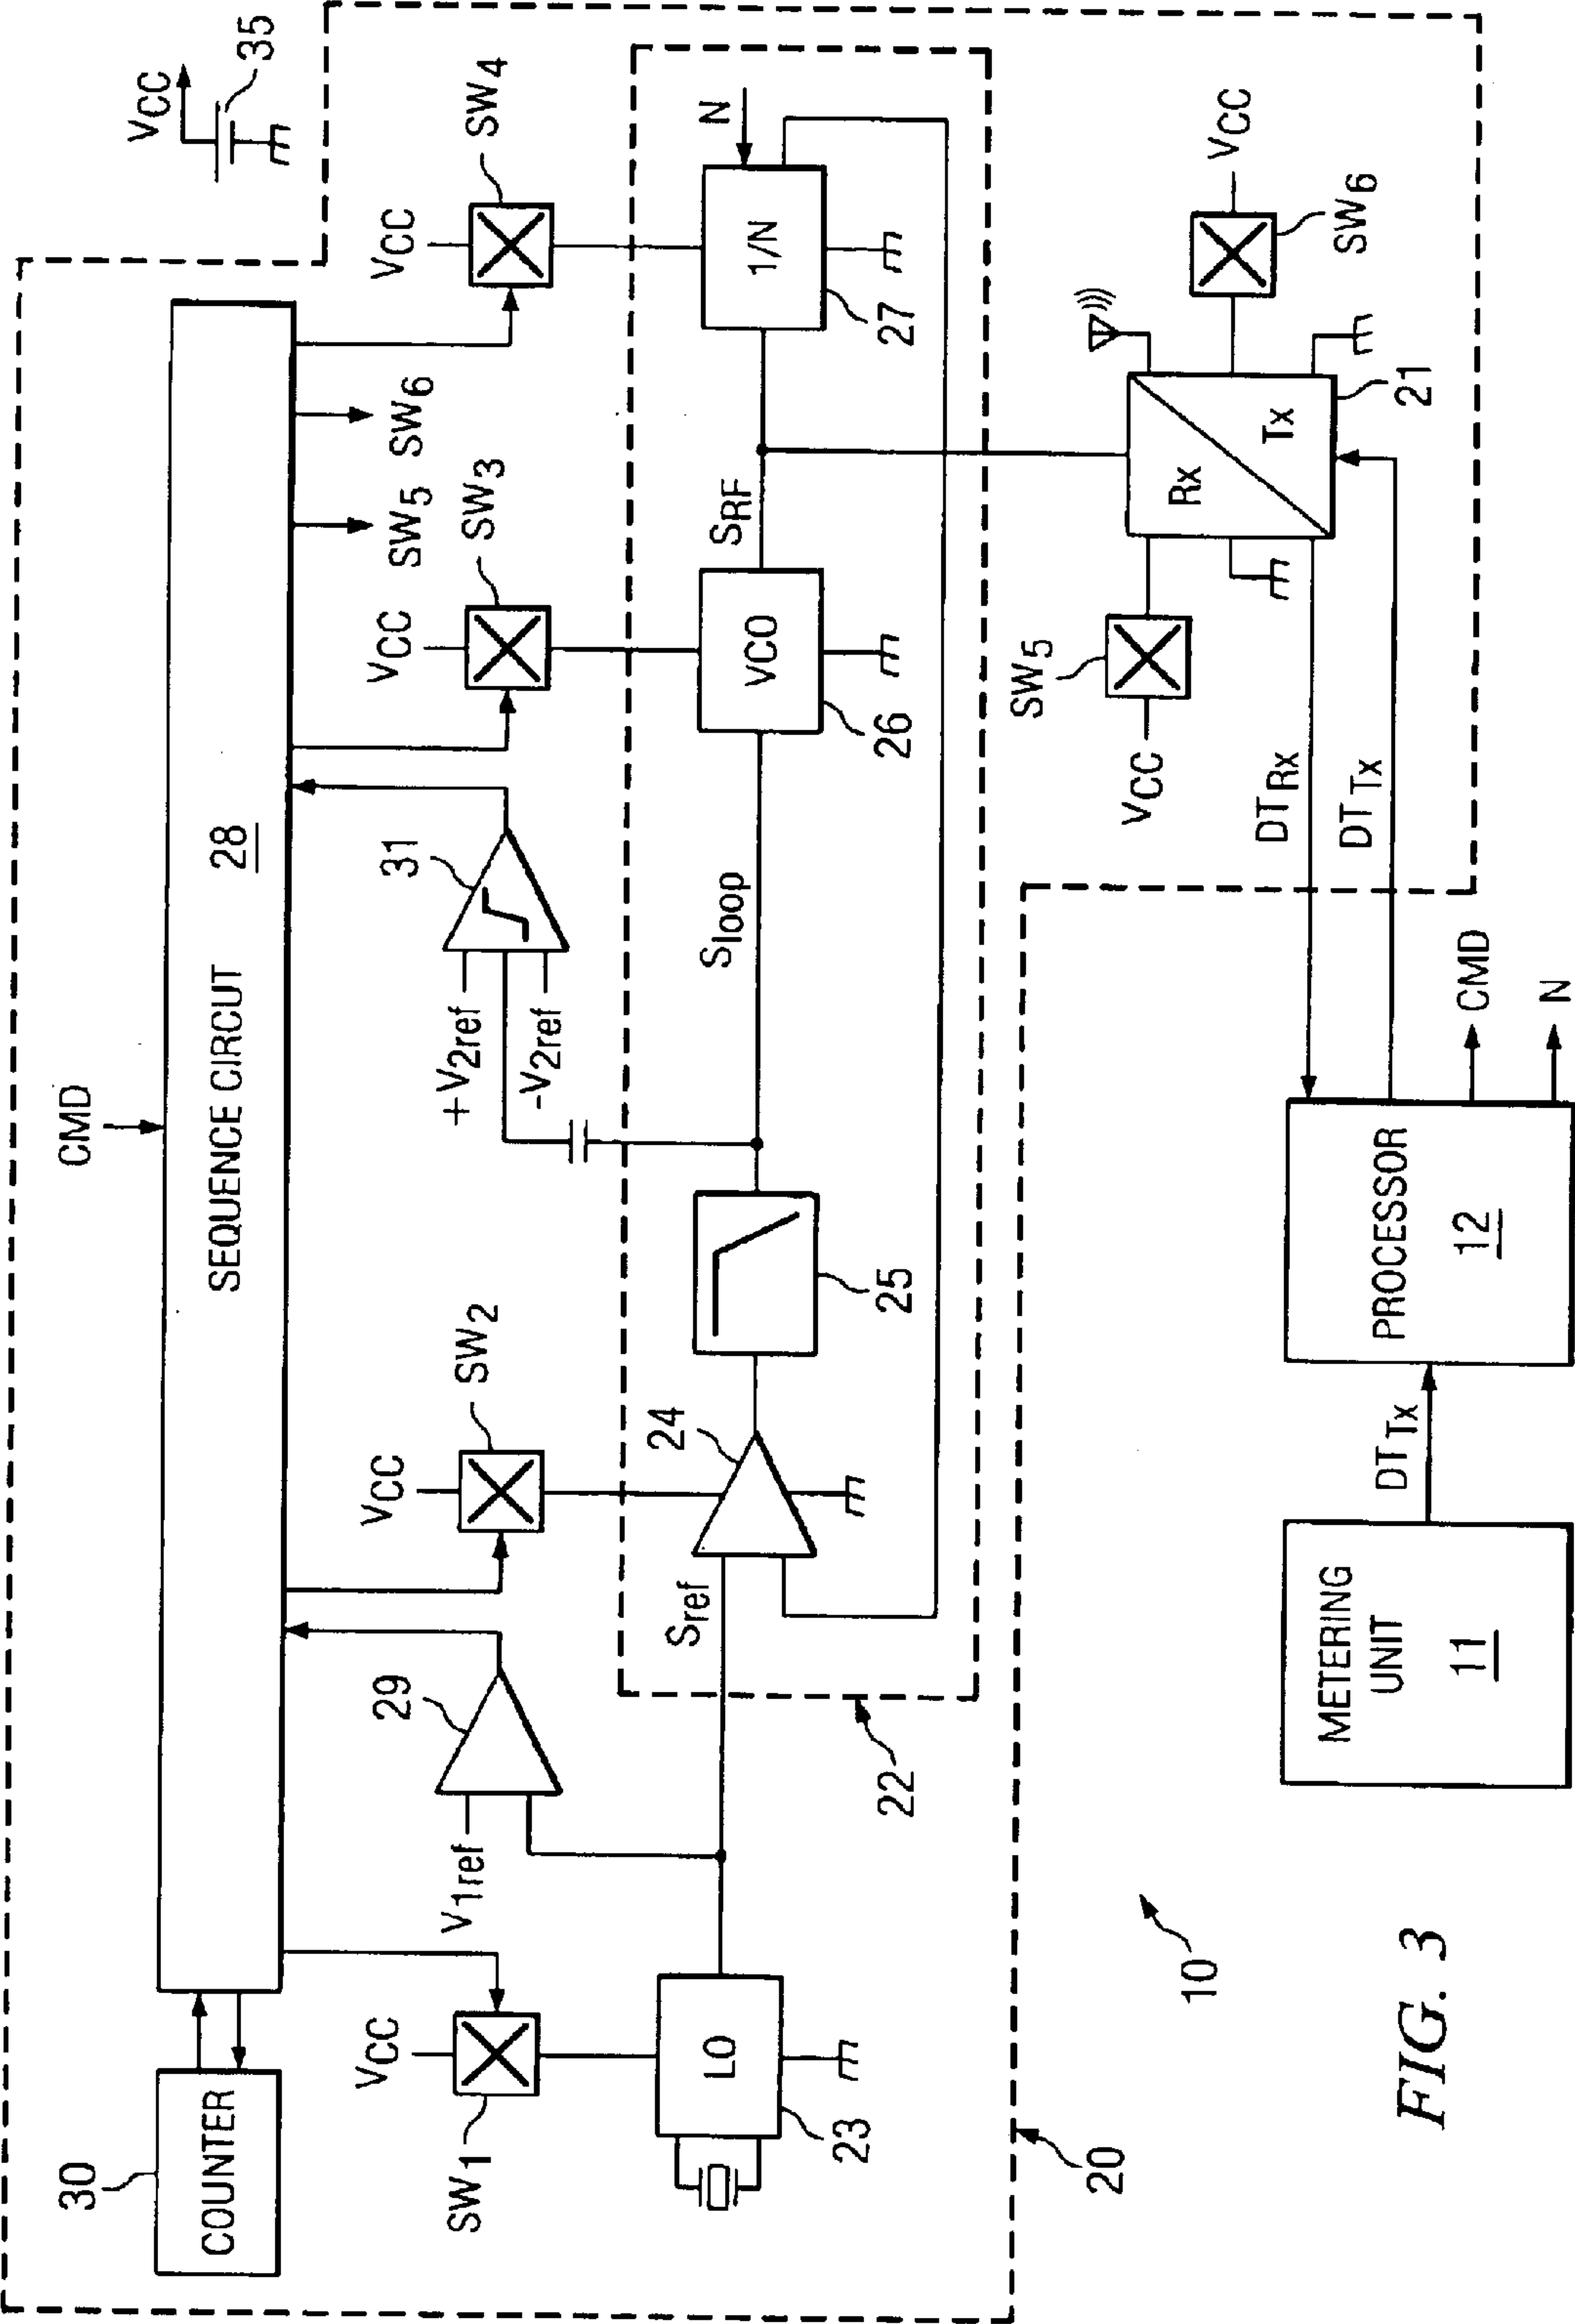 30
COUNTER
CMD
SEQUENCE CIRCUT 28
VCC
35
SW1
VCC
V1ref
29
VCC
SW2
+V2ref
-V2ref
31
VCC
SW3
SW5
SW6
VCC
SW4
LO
23
Sref
24
25
Sloop
VCO
26
SRF
1/N
27
N
22
20
VCC
SW5
Rx
Tx
21
SW6
VCC
DTRx
DTTx
10
METERING
UNIT
11
DTTx
PROCESSOR
12
CMD
N
FIG. 3